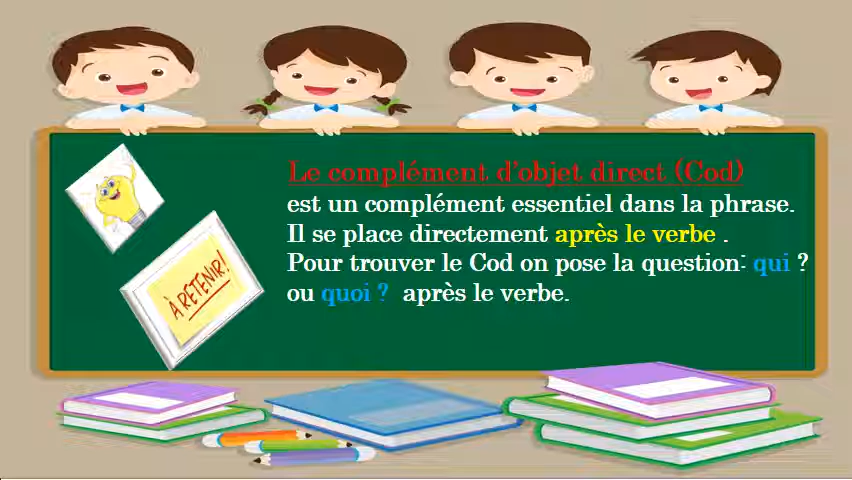 Le complément d'objet direct (Cod)
est un complément essentiel dans la phrase.
Il se place directement après le verbe .
Pour trouver le Cod on pose la question: qui ?
ou quoi ? après le verbe.
À RETENIR!